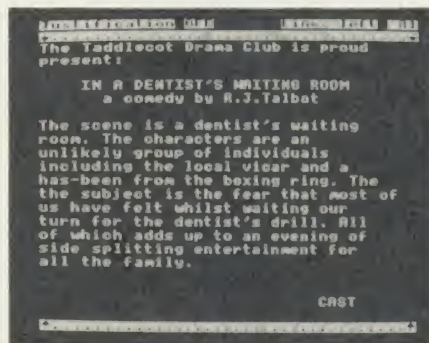 Justification Off Lines left
The Taddlecot Drama Club is proud
present:
IN A DENTIST'S WAITING ROOM
a comedy by R.J.Talbot
The scene is a dentist's waiting
room. The characters are an
unlikely group of individuals
including the local vicar and a
has-been from the boxing ring. The
the subject is the fear that most of
us have felt whilst waiting our
turn for the dentist's drill. All
of which adds up to an evening of
side splitting entertainment for
all the family.
CAST